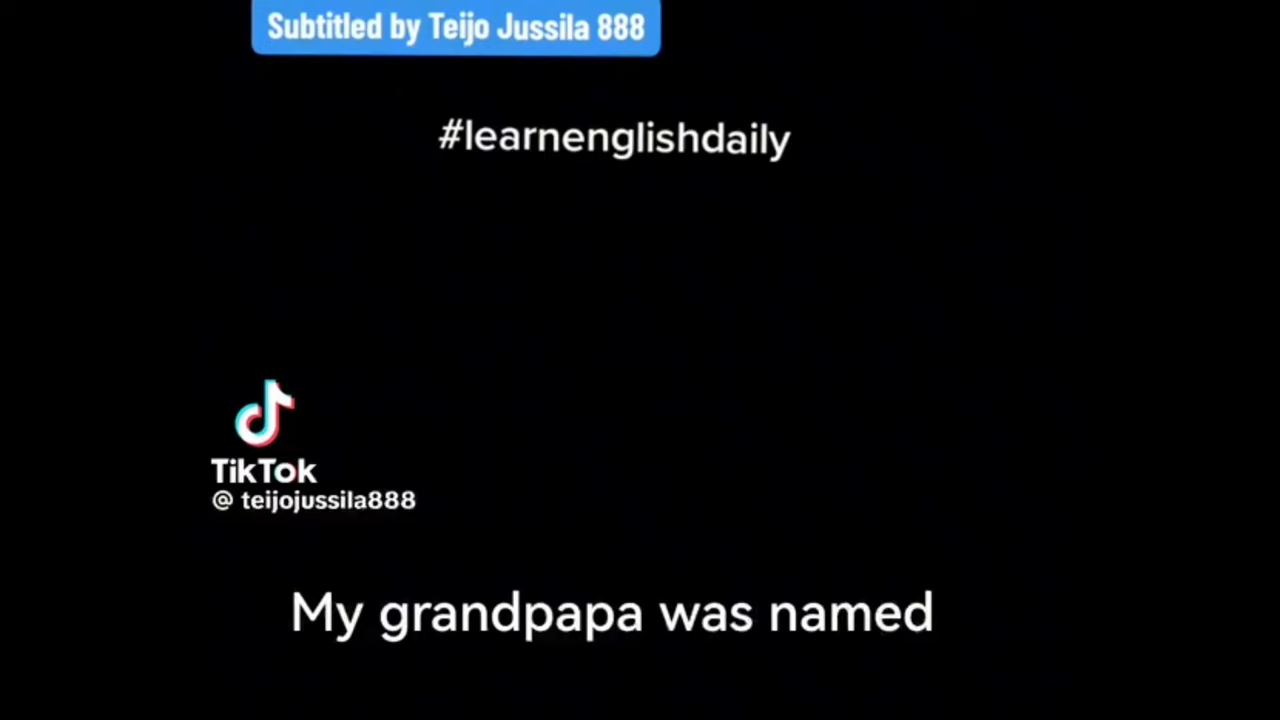 Subtitled by Teijo Jussila 888
#learnenglishdaily
TikTok
@ teijojussila888
My grandpapa was named